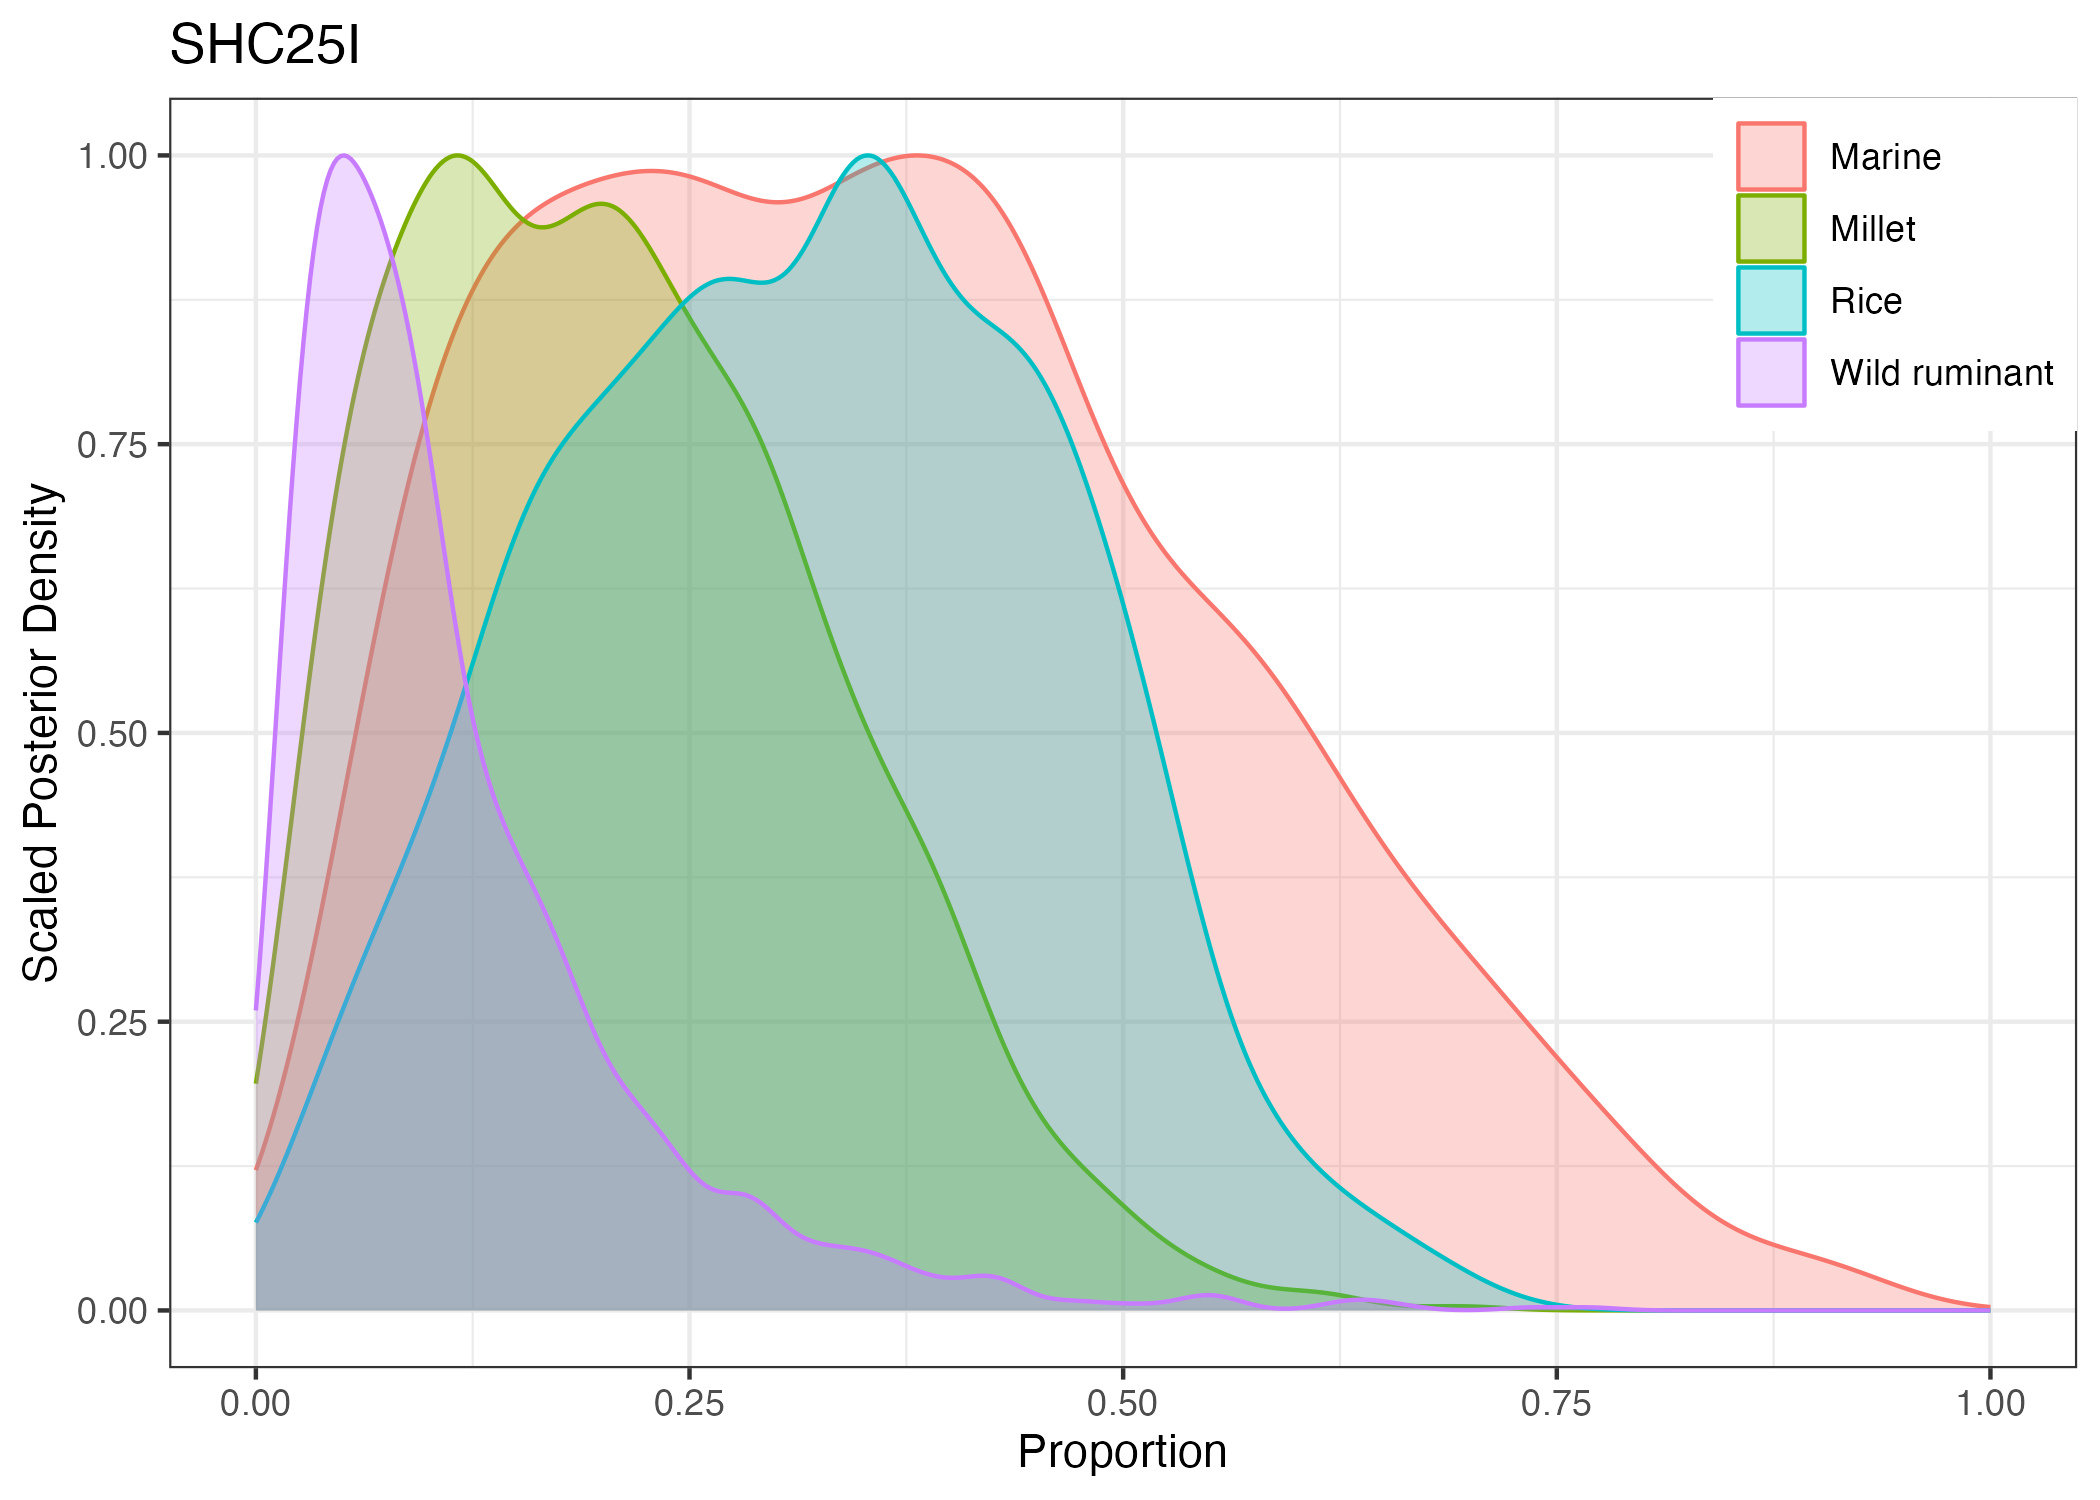 SHC25I
Marine
Millet
Rice
Wild ruminant
Scaled Posterior Density
1.00
0.75
0.50
0.25
0.00
0.00 0.25 0.50 0.75 1.00
Proportion